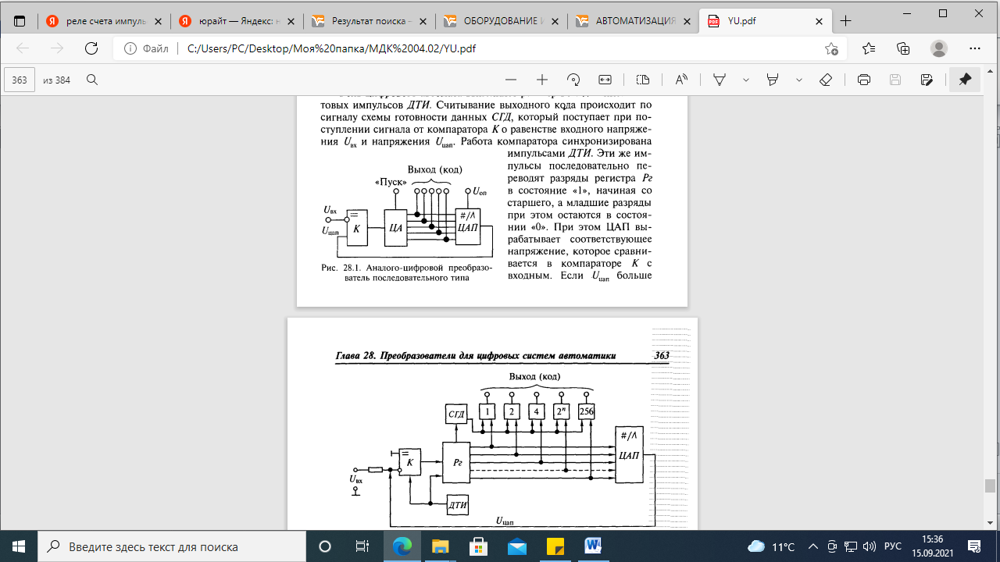 реле счета импуль
юрайт — Яндекс: н
Результат поиска –
ОБОРУДОВАНИЕ И
АВТОМАТИЗАЦИЯ
YU.pdf
Файл
C:/Users/PC/Desktop/Моя%20папка/МДК%2004.02/YU.pdf
363 из 384
товых импульсов ДТИ. Считывание выходного кода происходит по
сигналу схемы готовности данных СГД, который поступает при по-
ступлении сигнала от компаратора К о равенстве входного напряже-
ния Uвх и напряжения Uцап. Работа компаратора синхронизирована
импульсами ДТИ. Эти же им-
пульсы последовательно пе-
реводят разряды регистра Рг
в состояние «1», начиная со
старшего, а младшие разряды
при этом остаются в состоя-
нии «0». При этом ЦАП вы-
рабатывает соответствующее
напряжение, которое сравни-
вается в компараторе К с
входным. Если Uцап больше
Выход (код)
«Пуск»
Uоп
Uвх
Uцап
=
К
ЦА
#/Λ
ЦАП
Рис. 28.1. Аналого-цифровой преобразо-
ватель последовательного типа
Глава 28. Преобразователи для цифровых систем автоматики 363
Выход (код)
СГД
1 2 4 2ⁿ 256
#/Λ
ЦАП
=
К
Рг
Uвх
ДТИ
Uцап
Введите здесь текст для поиска
11°C
РУС
15:36
15.09.2021